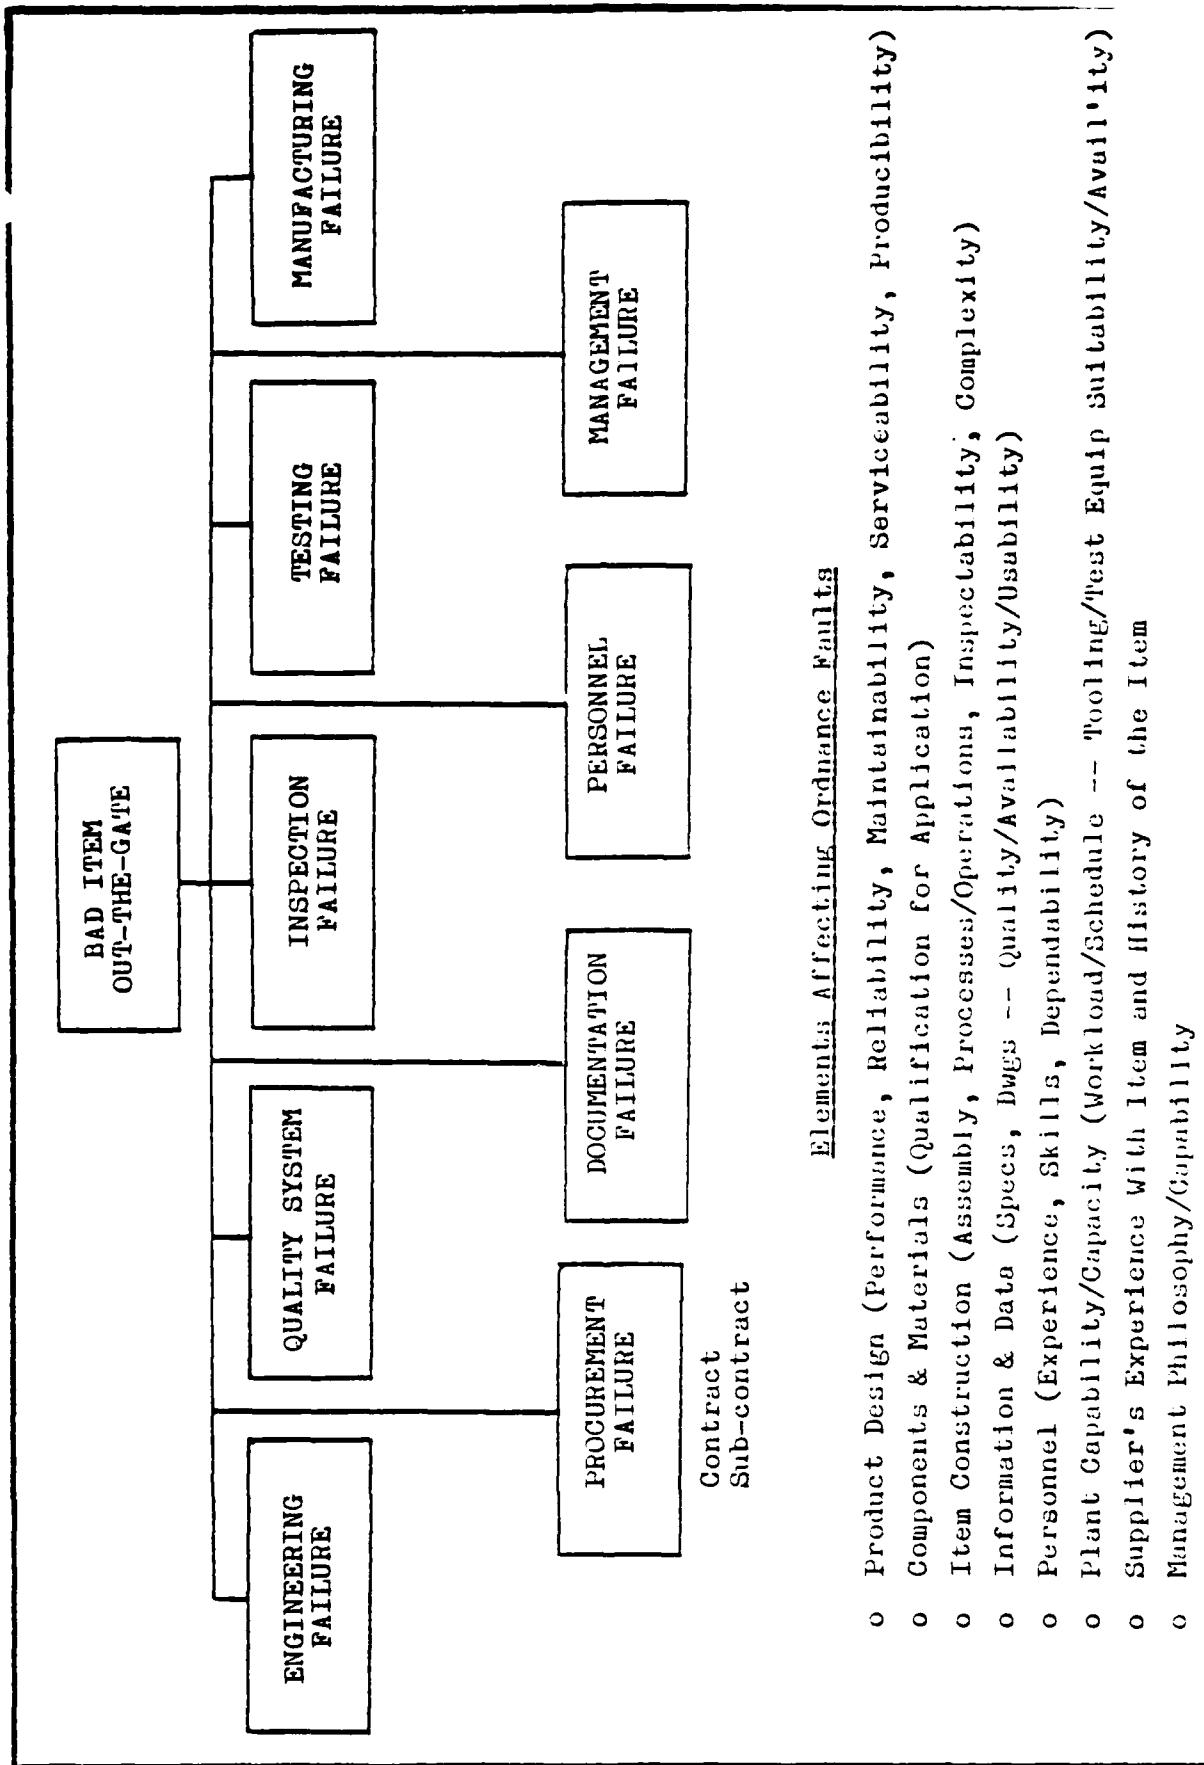 BAD ITEM
OUT-THE-GATE
ENGINEERING
FAILURE
QUALITY SYSTEM
FAILURE
INSPECTION
FAILURE
TESTING
FAILURE
MANUFACTURING
FAILURE
PROCUREMENT
FAILURE
DOCUMENTATION
FAILURE
PERSONNEL
FAILURE
MANAGEMENT
FAILURE
Contract
Sub-contract
Elements Affecting Ordnance Faults
o Product Design (Performance, Reliability, Maintainability, Serviceability, Producibility)
o Components & Materials (Qualification for Application)
o Item Construction (Assembly, Processes/Operations, Inspectability, Complexity)
o Information & Data (Specs, Dwgs -- Quality/Availability/Usability)
o Personnel (Experience, Skills, Dependability)
o Plant Capability/Capacity (Workload/Schedule -- Tooling/Test Equip Suitability/Avail'ity)
o Supplier's Experience With Item and History of the Item
o Management Philosophy/Capability